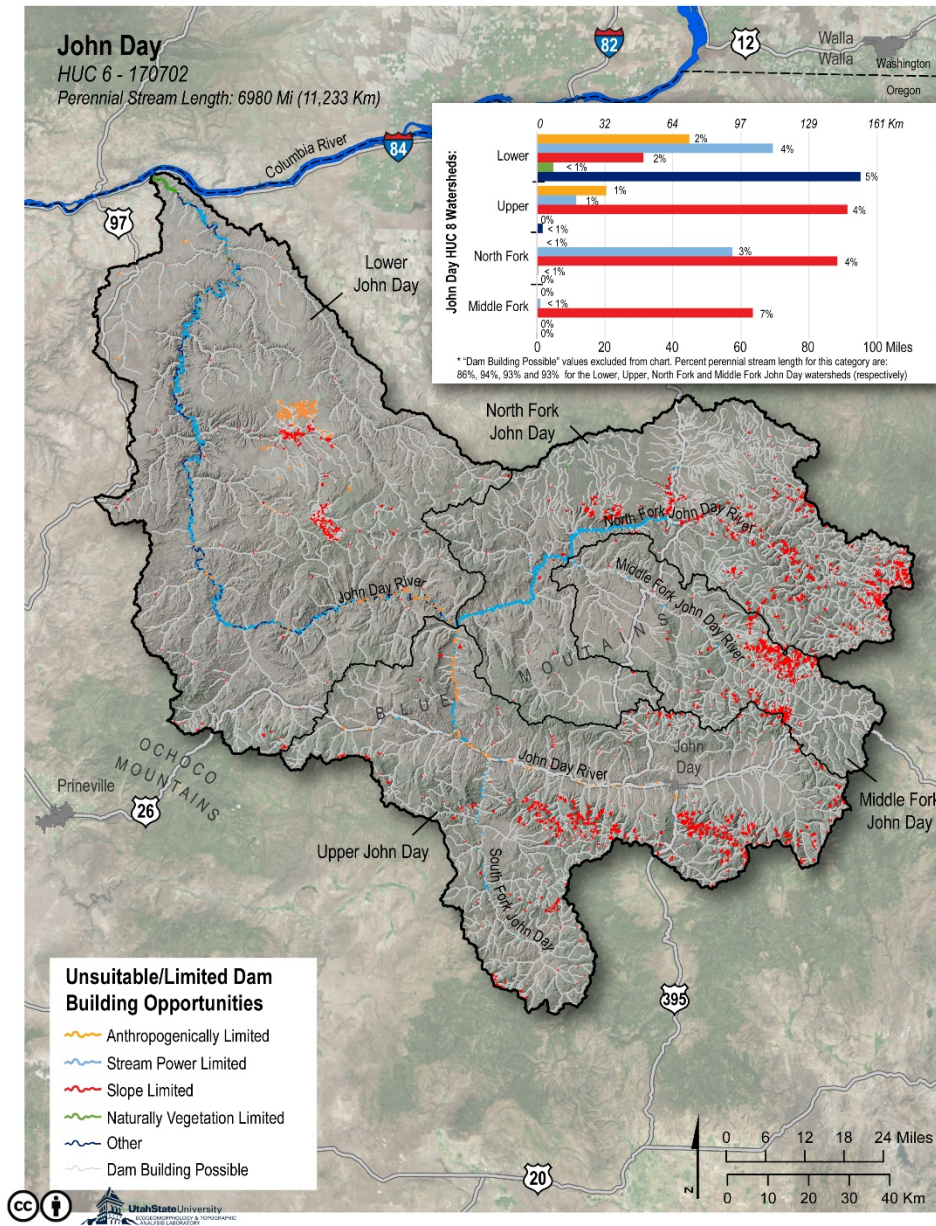 John Day
HUC 6 - 170702
Perennial Stream Length: 6980 Mi (11,233 Km)
82
12
Walla
Walla
Washington
Oregon
Columbia River
84
97
John Day HUC 8 Watersheds:
0 32 64 97 129 161 Km
Lower
2%
4%
2%
< 1%
5%
Upper
1%
1%
4%
0%
< 1%
North Fork
< 1%
3%
4%
< 1%
0%
Middle Fork
0%
< 1%
7%
0%
0%
0 20 40 60 80 100 Miles
* "Dam Building Possible" values excluded from chart. Percent perennial stream length for this category are:
86%, 94%, 93% and 93% for the Lower, Upper, North Fork and Middle Fork John Day watersheds (respectively)
Lower
John Day
North Fork
John Day
North Fork John Day River
Middle Fork John Day River
John Day River
BLUE MOUTAINS
OCHOCO
MOUNTAINS
Prineville
26
John Day River
John
Day
Middle Fork
John Day
Upper John Day
South Fork John Day
395
20
Unsuitable/Limited Dam
Building Opportunities
Anthropogenically Limited
Stream Power Limited
Slope Limited
Naturally Vegetation Limited
Other
Dam Building Possible
N
0 6 12 18 24 Miles
0 10 20 30 40 Km
cc
UtahStateUniversity
ECOGEOMORPHOLOGY & TOPOGRAPHIC
ANALYSIS LABORATORY